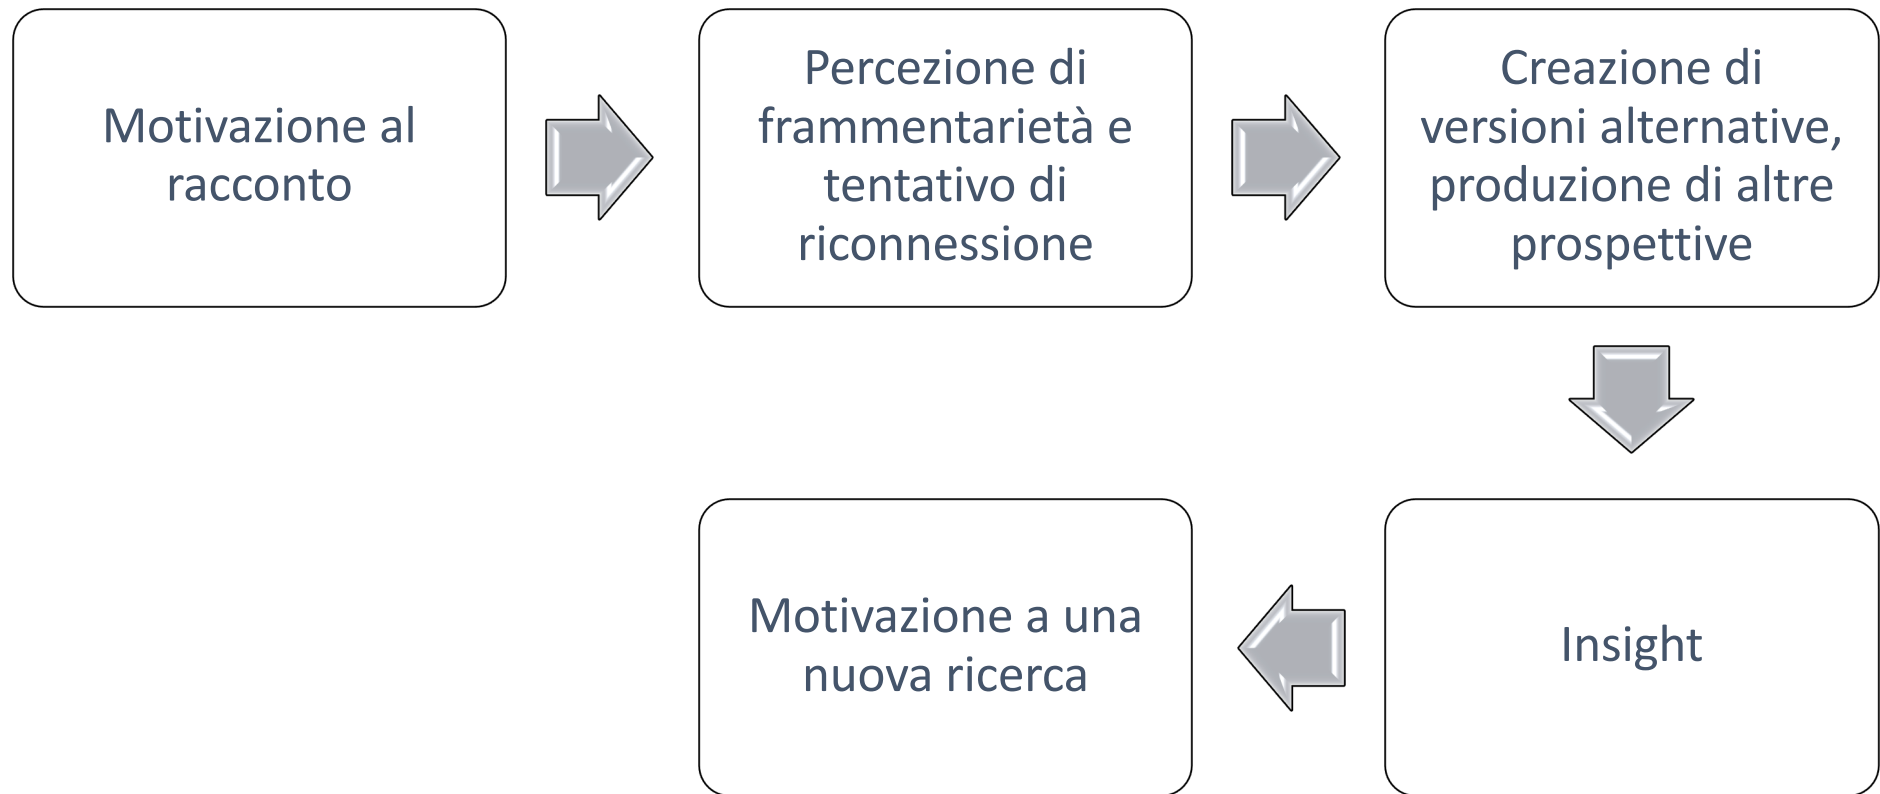 Motivazione al
racconto
Percezione di
frammentarietà e
tentativo di
riconnessione
Creazione di
versioni alternative,
produzione di altre
prospettive
Insight
Motivazione a una
nuova ricerca